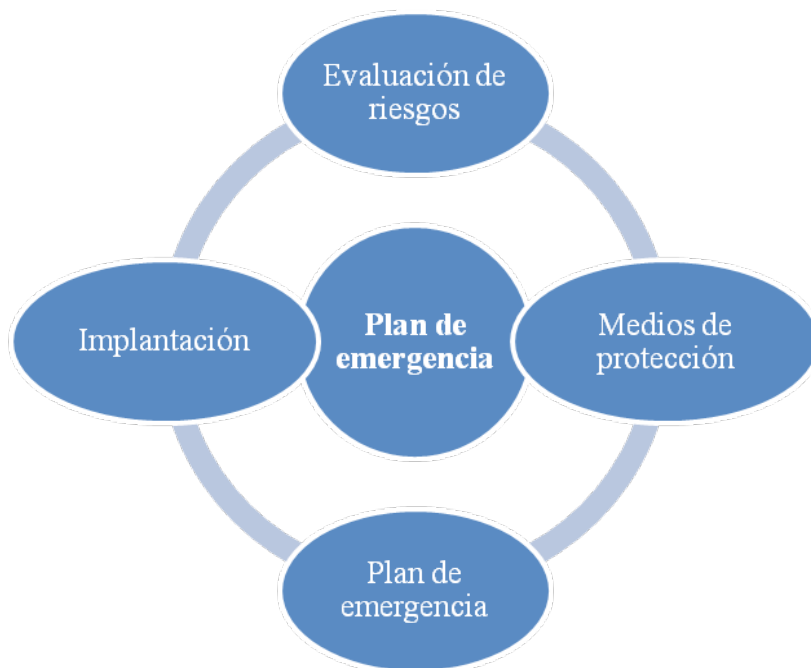 Evaluación de
riesgos
Implantación
Plan de
emergencia
Medios de
protección
Plan de
emergencia